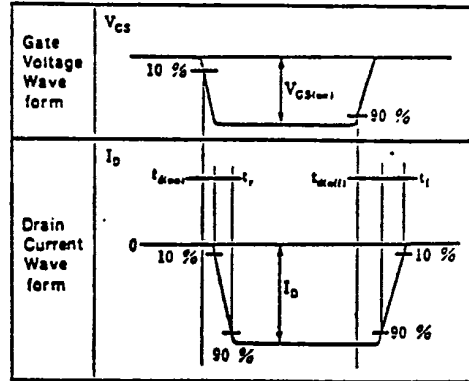 Gate
Voltage
Wave
form
V_GS
10 %
V_GS(on)
90 %
Drain
Current
Wave
form
I_D
t_d(on) t_r t_d(off) t_f
0
10 % 10 %
I_D
90 % 90 %